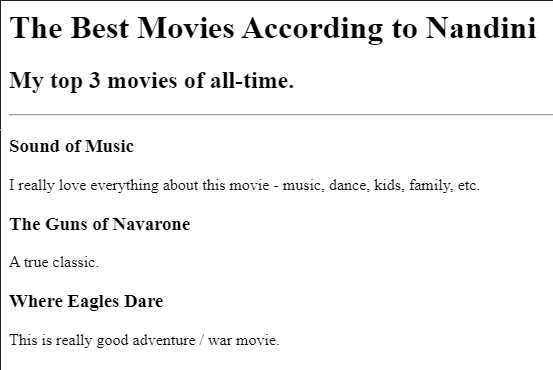 The Best Movies According to Nandini
My top 3 movies of all-time.
Sound of Music
I really love everything about this movie - music, dance, kids, family, etc.
The Guns of Navarone
A true classic.
Where Eagles Dare
This is really good adventure / war movie.